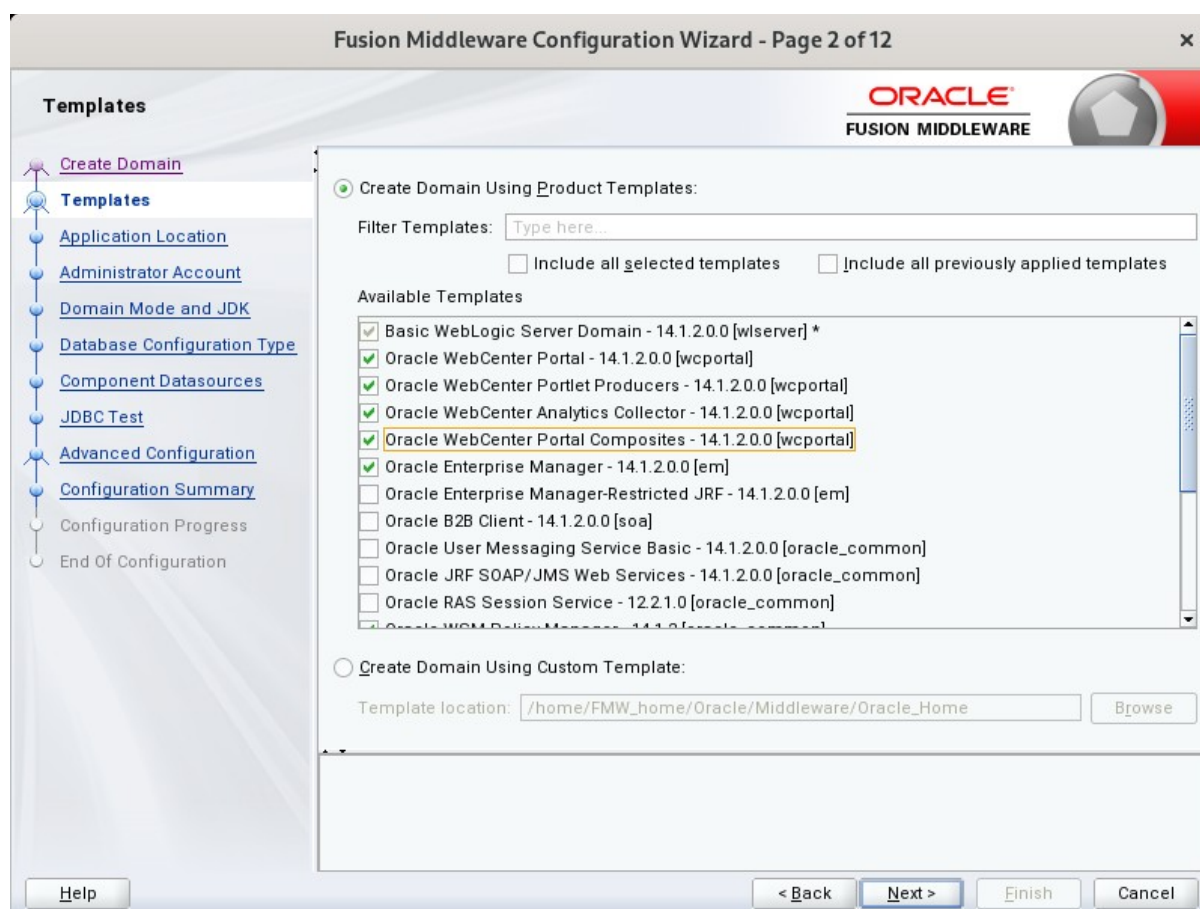 Fusion Middleware Configuration Wizard - Page 2 of 12
×
Templates
ORACLE
FUSION MIDDLEWARE
Create Domain
Templates
Application Location
Administrator Account
Domain Mode and JDK
Database Configuration Type
Component Datasources
JDBC Test
Advanced Configuration
Configuration Summary
Configuration Progress
End Of Configuration
Create Domain Using Product Templates:
Filter Templates: Type here...
Include all selected templates Include all previously applied templates
Available Templates
Basic WebLogic Server Domain - 14.1.2.0.0 [wlserver] *
Oracle WebCenter Portal - 14.1.2.0.0 [wcportal]
Oracle WebCenter Portlet Producers - 14.1.2.0.0 [wcportal]
Oracle WebCenter Analytics Collector - 14.1.2.0.0 [wcportal]
Oracle WebCenter Portal Composites - 14.1.2.0.0 [wcportal]
Oracle Enterprise Manager - 14.1.2.0.0 [em]
Oracle Enterprise Manager-Restricted JRF - 14.1.2.0.0 [em]
Oracle B2B Client - 14.1.2.0.0 [soa]
Oracle User Messaging Service Basic - 14.1.2.0.0 [oracle_common]
Oracle JRF SOAP/JMS Web Services - 14.1.2.0.0 [oracle_common]
Oracle RAS Session Service - 12.2.1.0 [oracle_common]
Oracle WSM Policy Manager - 14.1.2 [oracle_common]
Create Domain Using Custom Template:
Template location: /home/FMW_home/Oracle/Middleware/Oracle_Home Browse
Help < Back Next > Finish Cancel